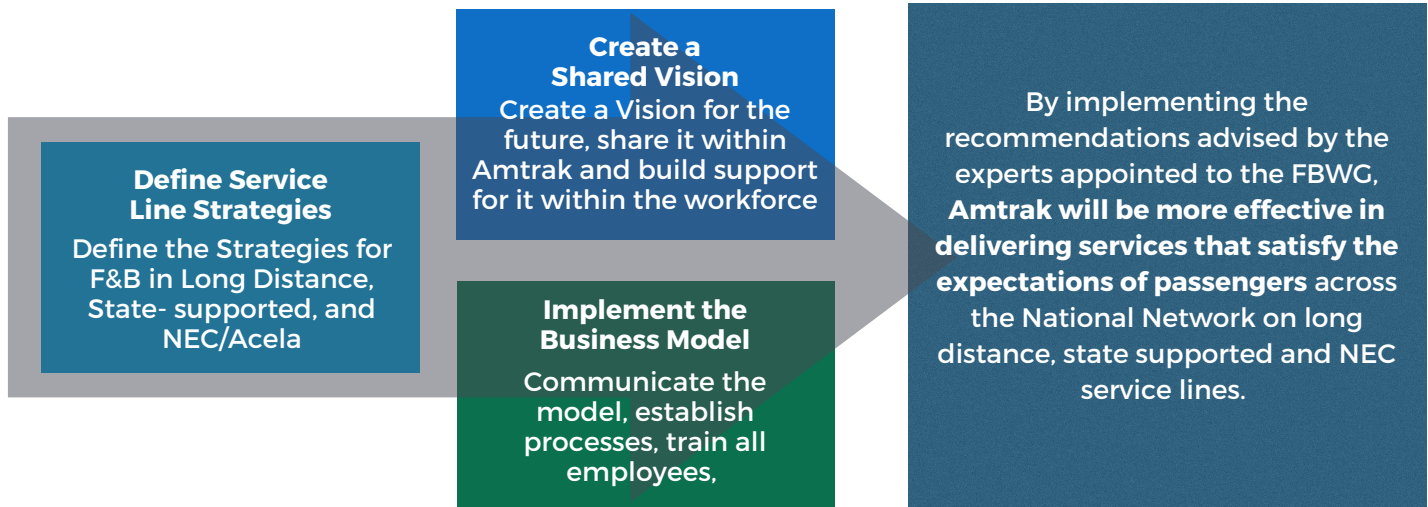 Define Service
Line Strategies
Define the Strategies for
F&B in Long Distance,
State- supported, and
NEC/Acela
Create a
Shared Vision
Create a Vision for the
future, share it within
Amtrak and build support
for it within the workforce
Implement the
Business Model
Communicate the
model, establish
processes, train all
employees,
By implementing the
recommendations advised by the
experts appointed to the FBWG,
Amtrak will be more effective in
delivering services that satisfy the
expectations of passengers across
the National Network on long
distance, state supported and NEC
service lines.